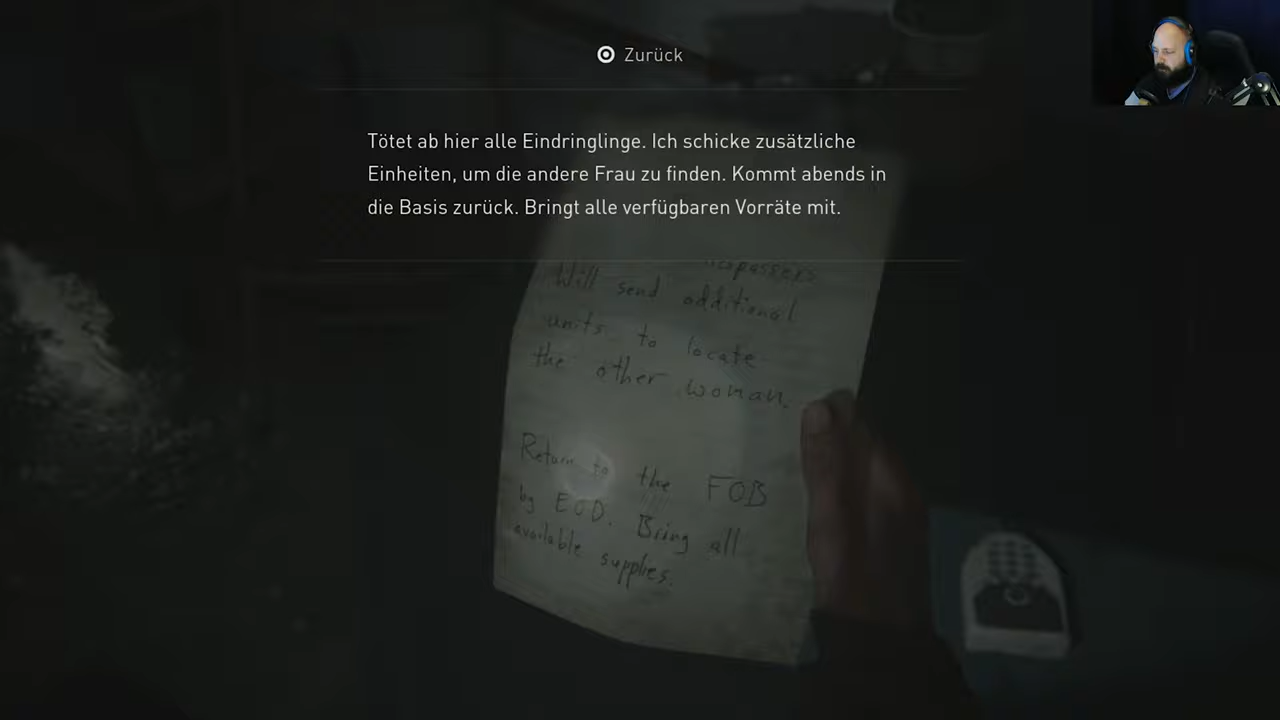 Zurück
Tötet ab hier alle Eindringlinge. Ich schicke zusätzliche
Einheiten, um die andere Frau zu finden. Kommt abends in
die Basis zurück. Bringt alle verfügbaren Vorräte mit.
Will send additional
units to locate
the other woman.
Return to the FOB
by EOD. Bring all
available supplies.